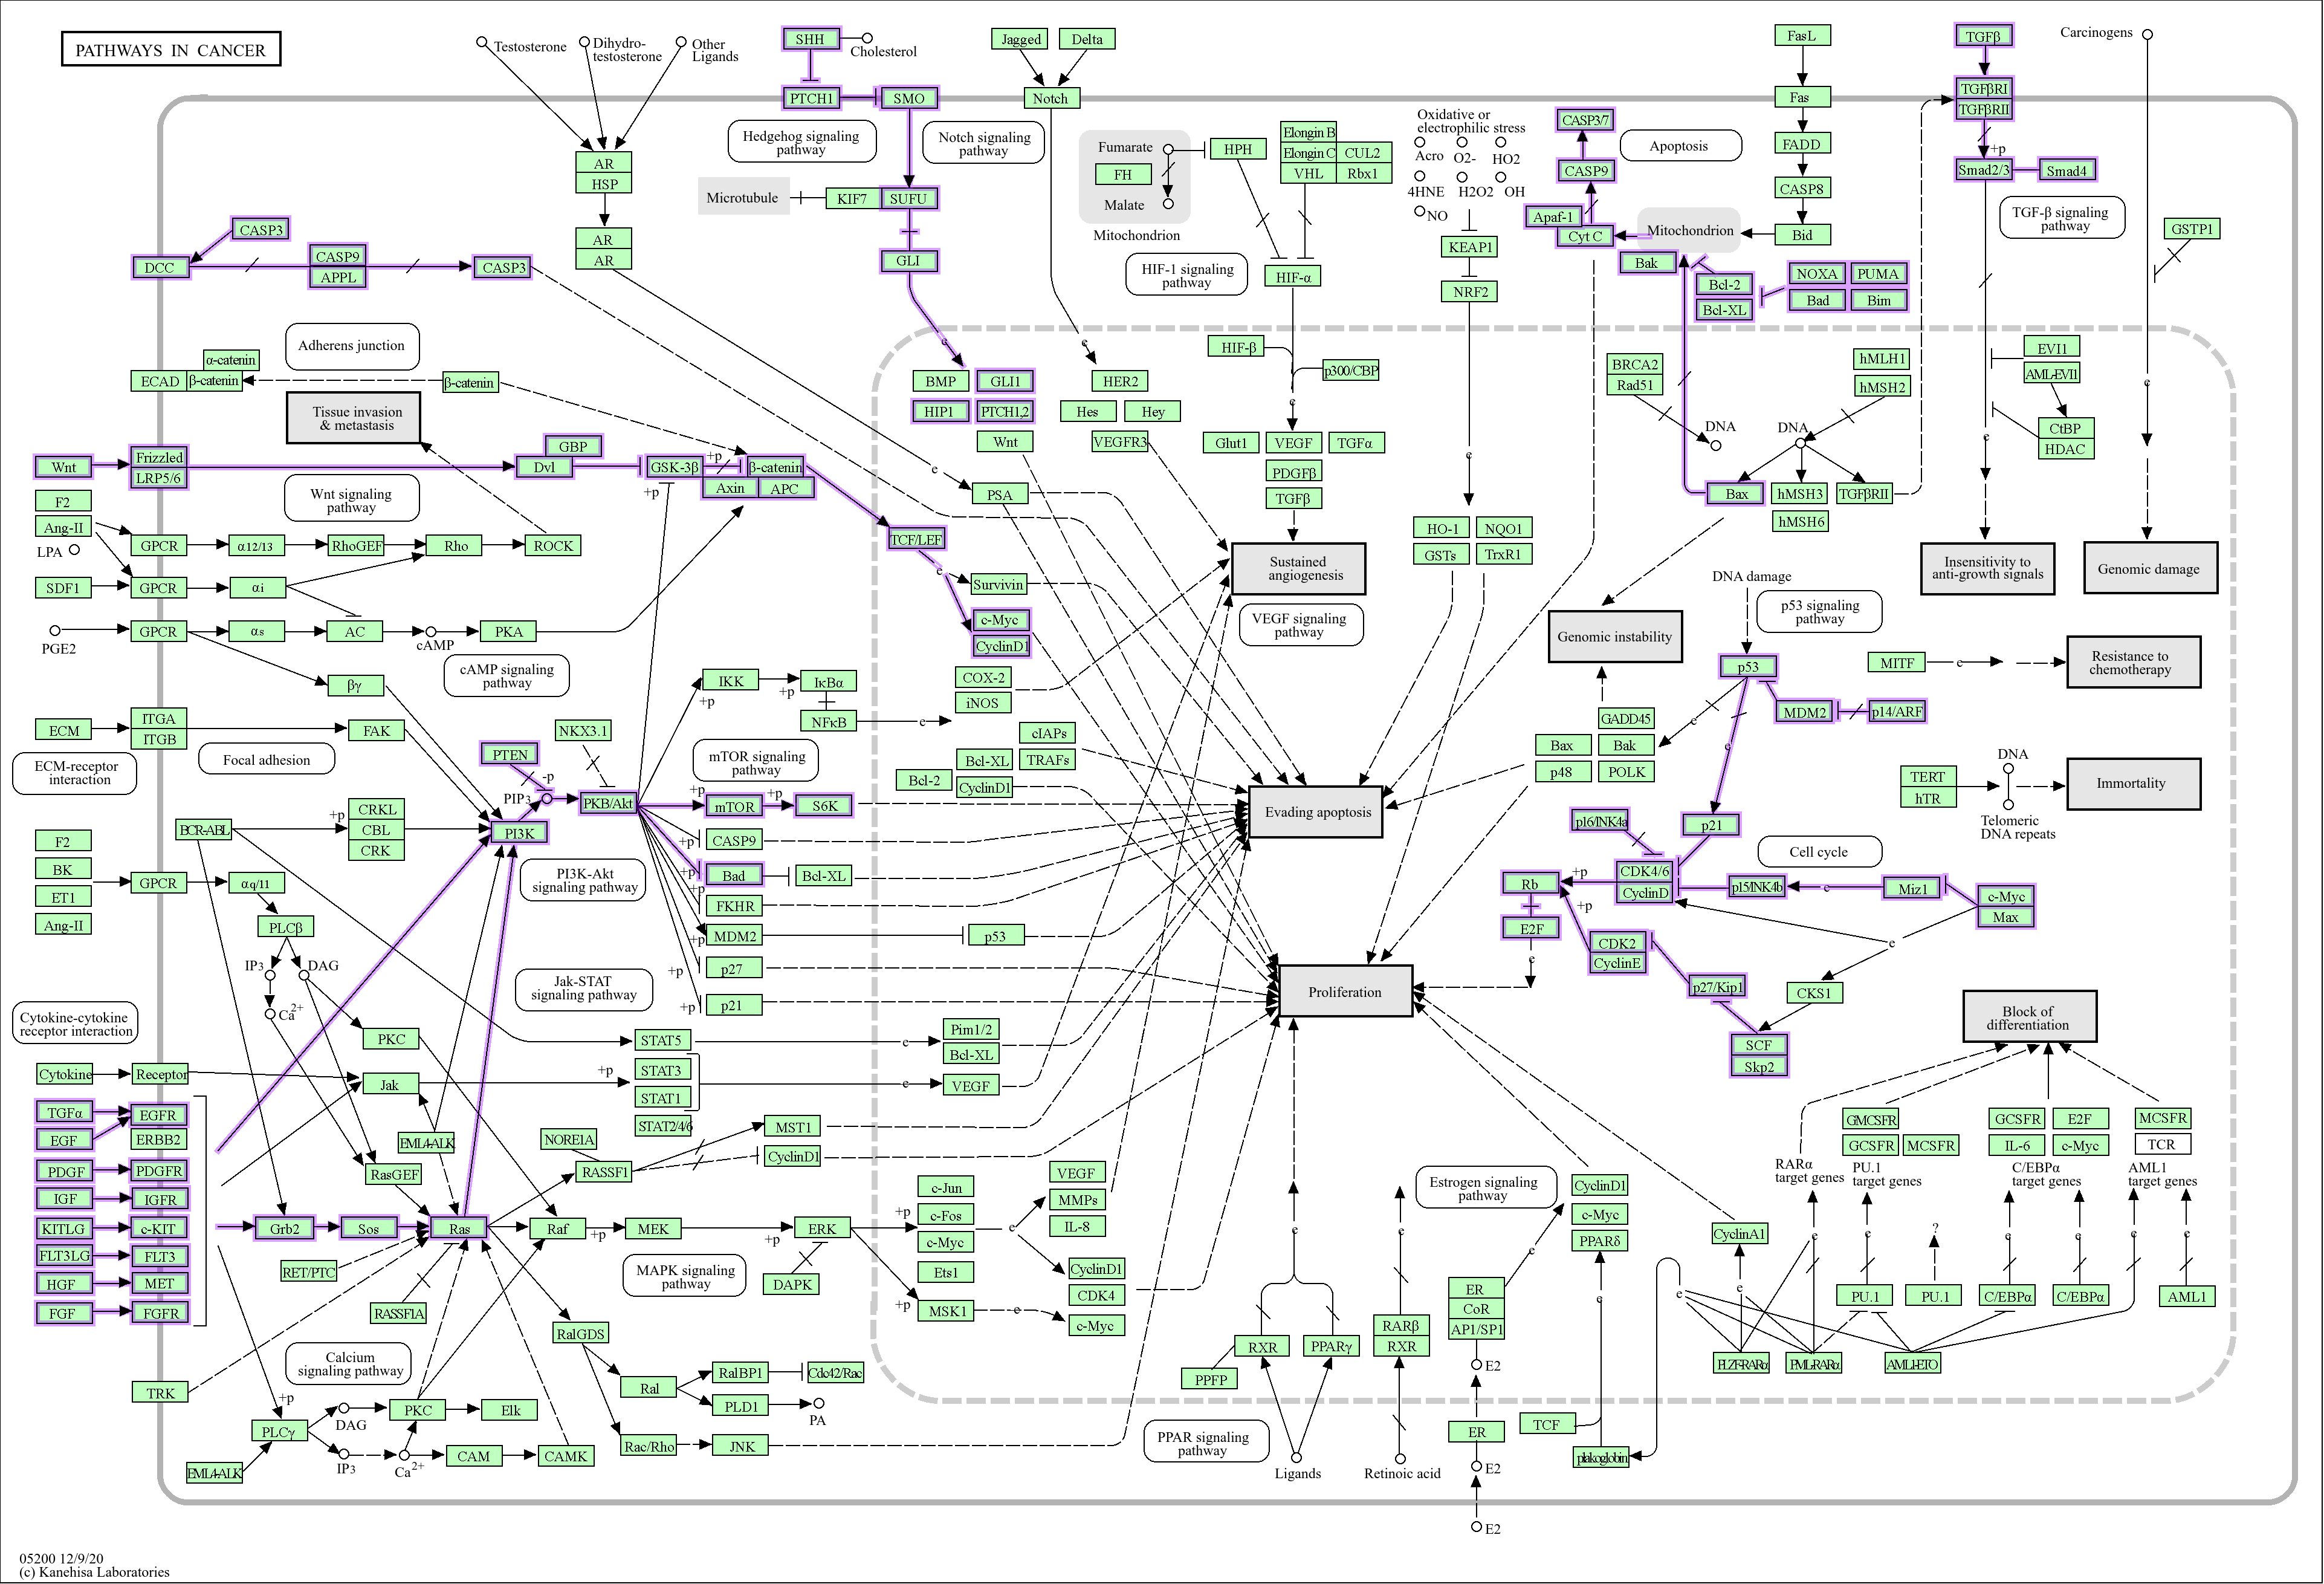 PATHWAYS IN CANCER
Testosterone
Dihydro-
testosterone
Other
Ligands
SHH
Cholesterol
PTCH1
SMO
Hedgehog signaling
pathway
Microtubule
KIF7
SUFU
GLI
AR
HSP
AR
AR
Jagged
Delta
Notch
Notch signaling
pathway
Fumarate
FH
Malate
Mitochondrion
HPH
Elongin B
Elongin C
CUL2
VHL
Rbx1
HIF-1 signaling
pathway
HIF-α
Oxidative or
electrophilic stress
Acro
O2-
HO2
4HNE
H2O2
OH
NO
KEAP1
NRF2
CASP3/7
CASP9
Apaf-1
Cyt C
Apoptosis
Mitochondrion
Bak
Bcl-2
Bcl-XL
NOXA
PUMA
Bad
Bim
FasL
Fas
FADD
CASP8
Bid
TGFβ
TGFβRI
TGFβRII
+p
Smad2/3
Smad4
TGF-β signaling
pathway
Carcinogens
GSTP1
CASP3
DCC
CASP9
APPL
CASP3
Adherens junction
α-catenin
ECAD
β-catenin
β-catenin
Tissue invasion
& metastasis
BMP
GLI1
HIP1
PTCH1,2
Wnt
e
e
HER2
Hes
Hey
VEGFR3
HIF-β
p300/CBP
e
Glut1
VEGF
TGFα
PDGFβ
TGFβ
e
BRCA2
Rad51
DNA
hMLH1
hMSH2
DNA
Bax
hMSH3
TGFβRII
hMSH6
EVI1
AML-EVI1
CtBP
HDAC
e
e
Wnt
Frizzled
LRP5/6
GBP
Dvl
GSK-3β
+p
β-catenin
Axin
APC
+p
Wnt signaling
pathway
F2
Ang-II
LPA
GPCR
α12/13
RhoGEF
Rho
ROCK
SDF1
GPCR
αi
PGE2
GPCR
αs
AC
cAMP
PKA
cAMP signaling
pathway
βγ
TCF/LEF
e
e
PSA
Survivin
c-Myc
CyclinD1
Sustained
angiogenesis
VEGF signaling
pathway
HO-1
NQO1
GSTs
TrxR1
Genomic instability
DNA damage
p53 signaling
pathway
Insensitivity to
anti-growth signals
Genomic damage
p53
MDM2
p14/ARF
MITF
e
Resistance to
chemotherapy
ECM
ITGA
ITGB
FAK
ECM-receptor
interaction
Focal adhesion
PTEN
-p
PIP3
NKX3.1
PKB/Akt
PI3K
PI3K-Akt
signaling pathway
IKK
+p
IκBα
+p
NFκB
e
COX-2
iNOS
mTOR signaling
pathway
+p
mTOR
+p
S6K
+p
CASP9
+p
Bad
Bcl-XL
+p
FKHR
+p
MDM2
p53
+p
p27
+p
p21
cIAPs
Bcl-XL
TRAFs
Bcl-2
CyclinD1
Evading apoptosis
Proliferation
GADD45
Bax
Bak
p48
POLK
e
e
p21
p16/INK4a
CDK4/6
CyclinD
Cell cycle
p15/INK4b
e
Miz1
c-Myc
Max
Rb
+p
+p
E2F
e
CDK2
CyclinE
p27/Kip1
SCF
Skp2
CKS1
e
TERT
hTR
DNA
Telomeric
DNA repeats
Immortality
Block of
differentiation
BCR-ABL
+p
CRKL
CBL
CRK
F2
BK
ET1
Ang-II
GPCR
αq/11
PLCβ
IP3
DAG
Ca2+
Cytokine-cytokine
receptor interaction
Jak-STAT
signaling pathway
PKC
Cytokine
Receptor
Jak
+p
STAT5
STAT3
STAT1
STAT2/4/6
e
e
Pim1/2
Bcl-XL
VEGF
TGFα
EGFR
EGF
ERBB2
PDGF
PDGFR
IGF
IGFR
KITLG
c-KIT
FLT3LG
FLT3
HGF
MET
FGF
FGFR
TRK
EML4-ALK
RasGEF
NORE1A
RASSF1
MST1
CyclinD1
Grb2
Sos
Ras
Raf
+p
MEK
+p
ERK
RET/PTC
RASSF1A
MAPK signaling
pathway
DAPK
+p
c-Jun
c-Fos
c-Myc
Ets1
+p
MSK1
e
VEGF
MMPs
IL-8
CyclinD1
CDK4
e
c-Myc
Calcium
signaling pathway
+p
PLCγ
EML4-ALK
DAG
IP3
Ca2+
PKC
Elk
CAM
CAMK
RalGDS
Ral
RalBP1
Cdc42/Rac
PLD1
PA
Rac/Rho
JNK
e
RXR
PPARγ
PPFP
PPAR signaling
pathway
Ligands
e
RARβ
RXR
Retinoic acid
Estrogen signaling
pathway
e
ER
CoR
AP1/SP1
E2
ER
E2
E2
CyclinD1
c-Myc
PPARδ
e
TCF
plakoglobin
CyclinA1
e
e
PLZF-RARα
PML-RARα
AML1-ETO
RARα
target genes
e
GMCSFR
GCSFR
MCSFR
PU.1
target genes
e
PU.1
?
PU.1
GCSFR
E2F
IL-6
c-Myc
C/EBPα
target genes
e
e
C/EBPα
C/EBPα
MCSFR
TCR
AML1
target genes
e
e
AML1
05200 12/9/20
(c) Kanehisa Laboratories